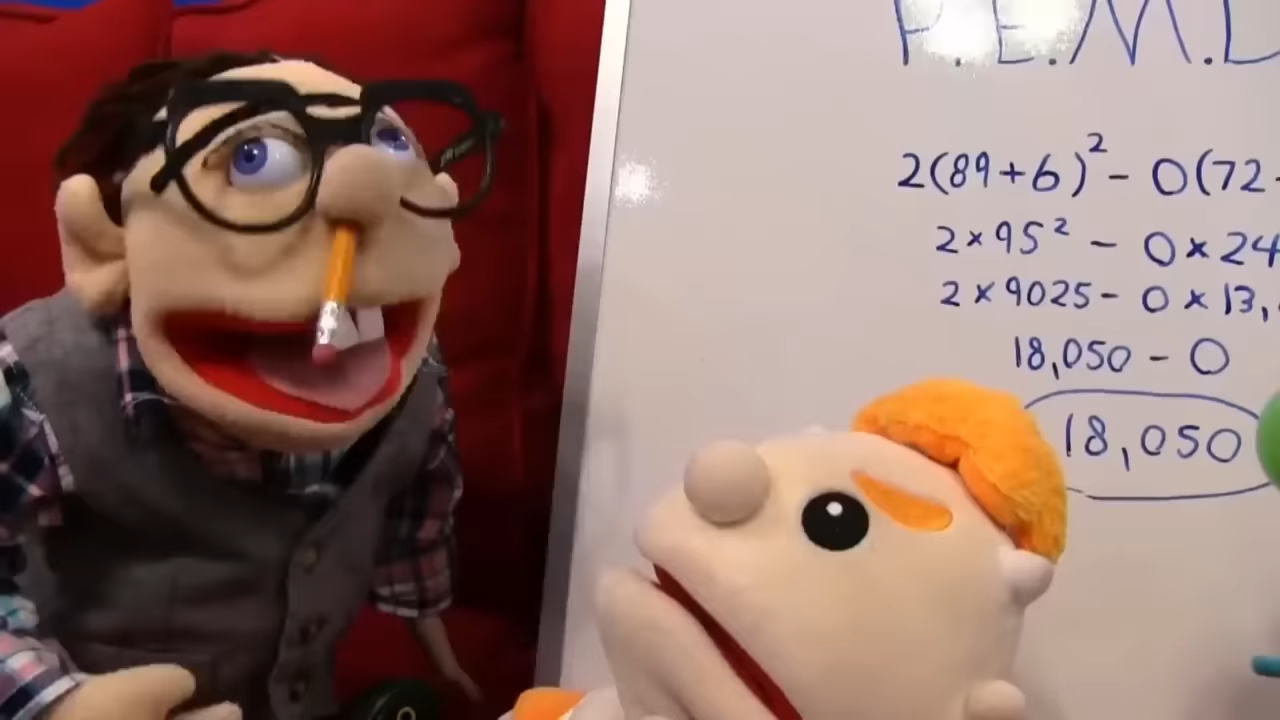 P.E.M.D
2(89+6)² - 0(72
2×95² - 0×24
2×9025 - 0×13,
18,050 - 0
18,050